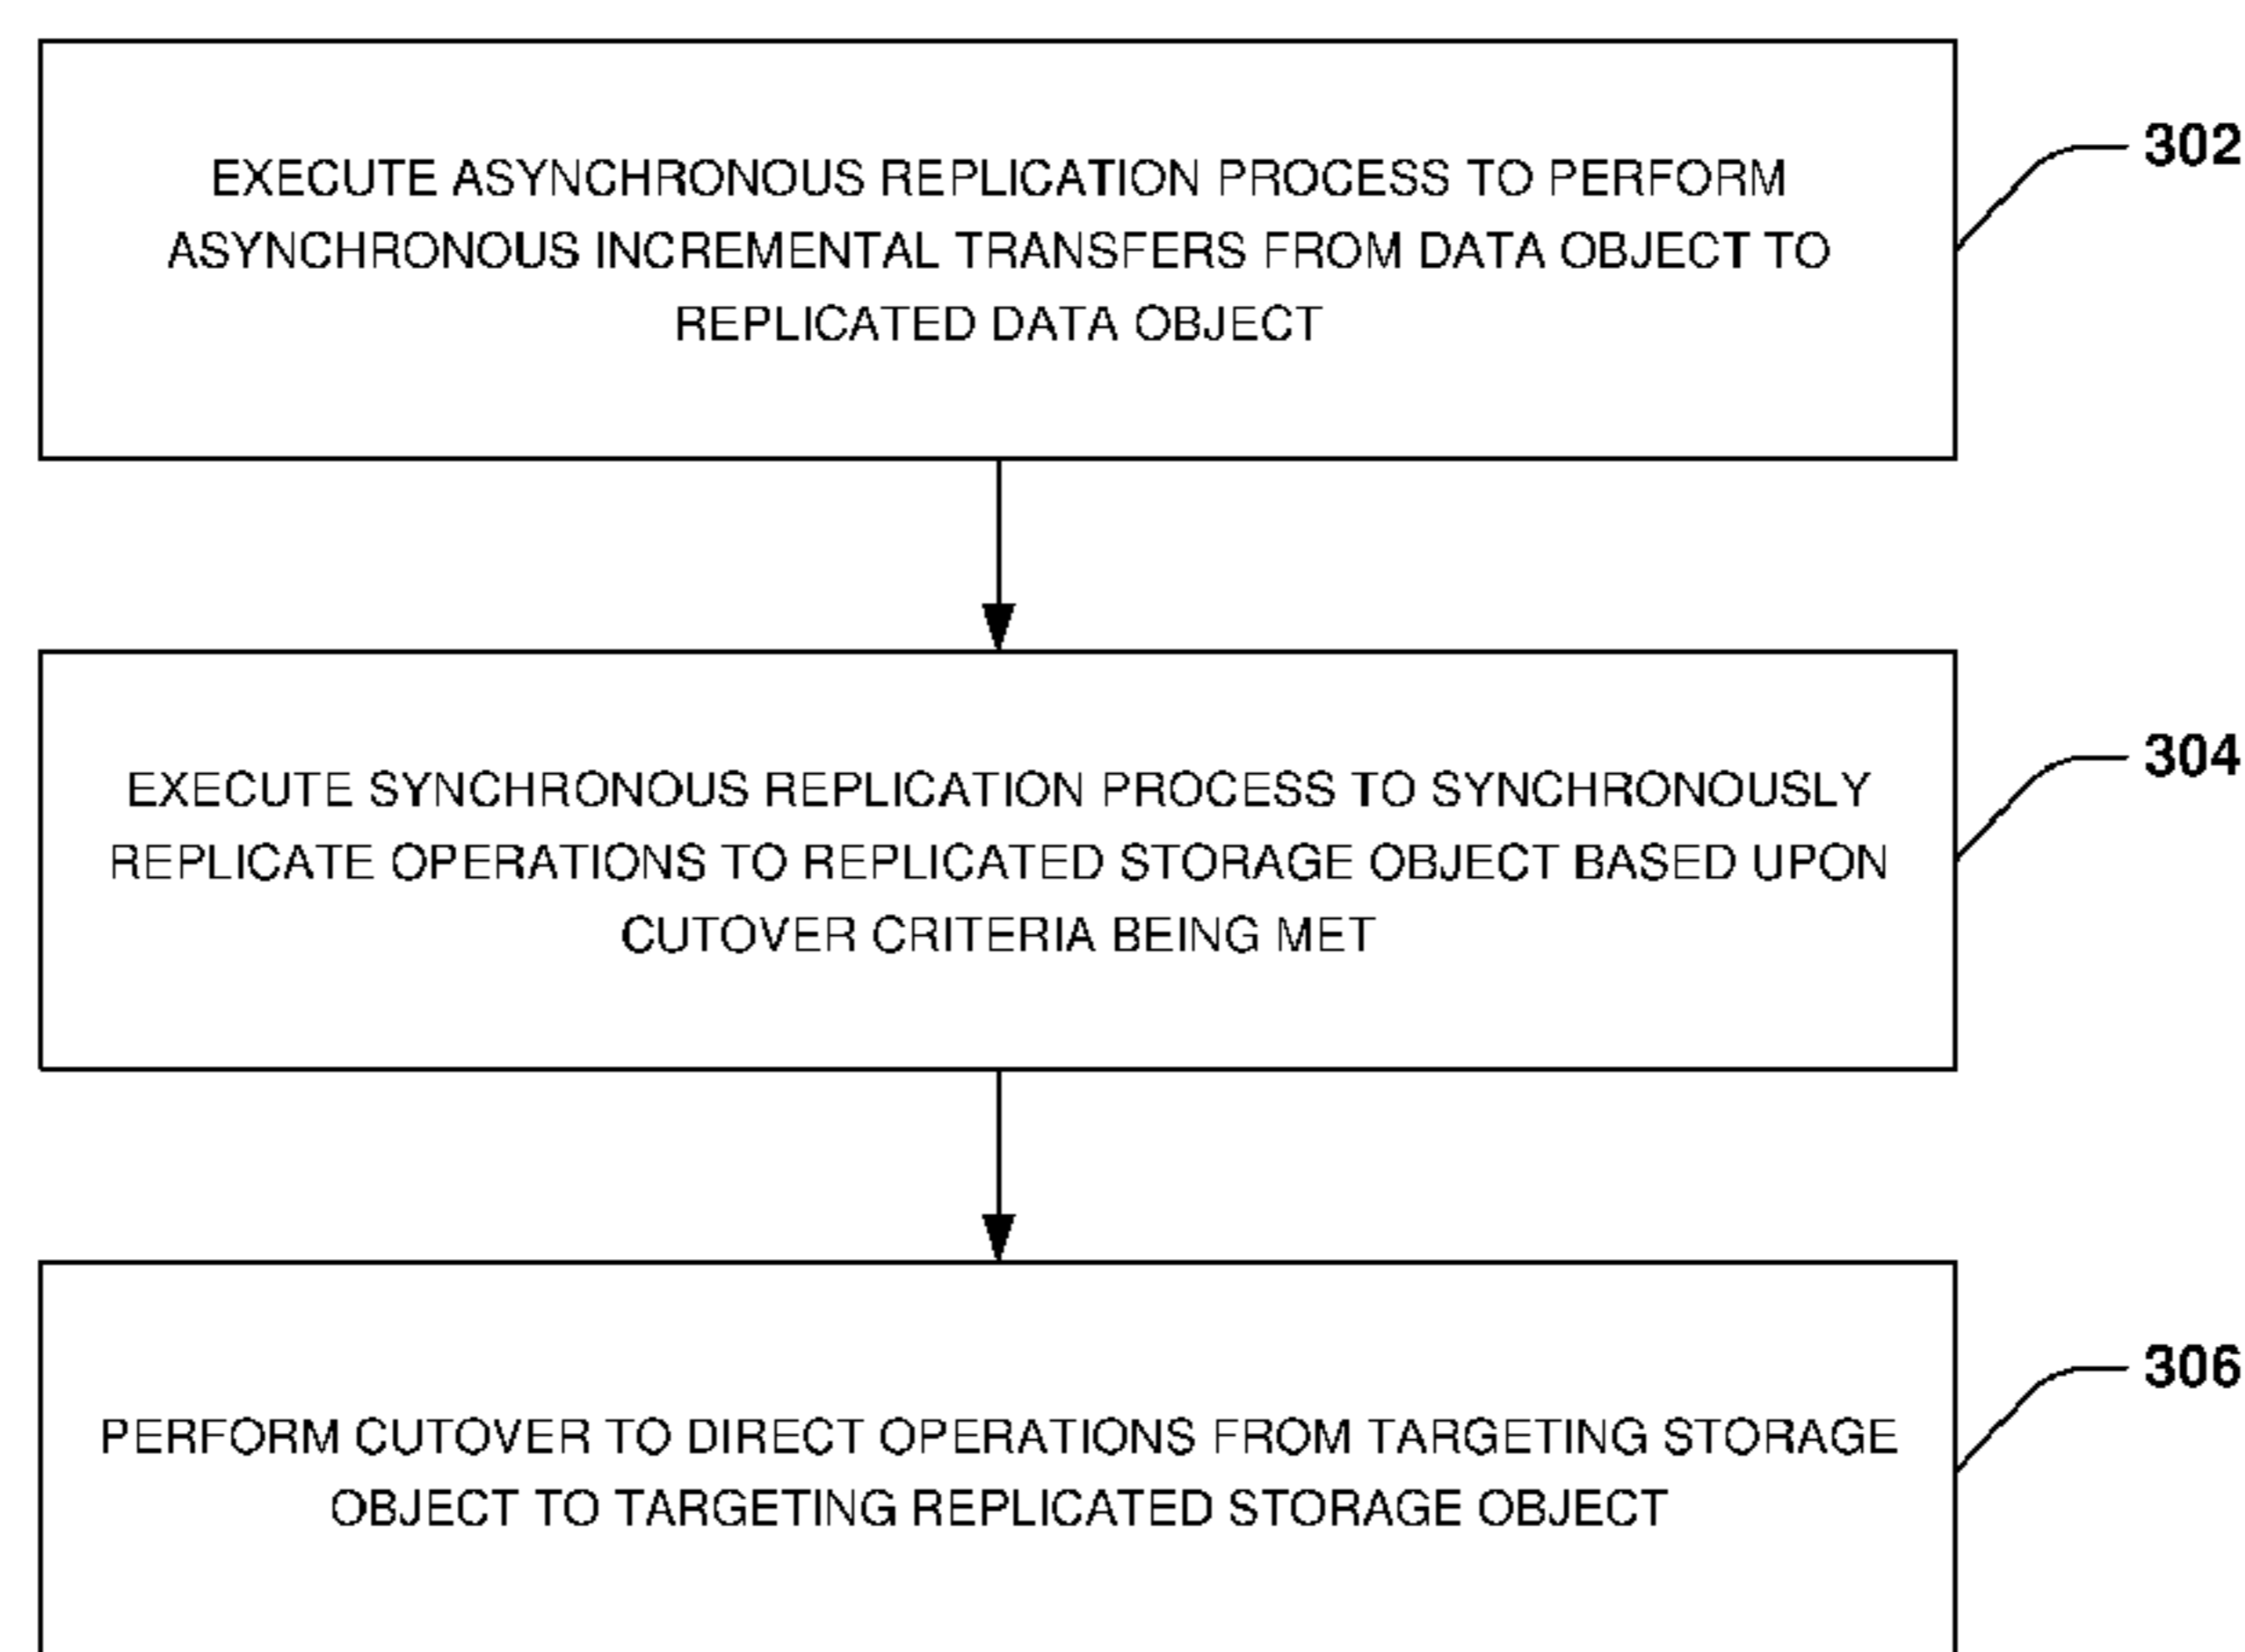 EXECUTE ASYNCHRONOUS REPLICATION PROCESS TO PERFORM
ASYNCHRONOUS INCREMENTAL TRANSFERS FROM DATA OBJECT TO
REPLICATED DATA OBJECT
302
EXECUTE SYNCHRONOUS REPLICATION PROCESS TO SYNCHRONOUSLY
REPLICATE OPERATIONS TO REPLICATED STORAGE OBJECT BASED UPON
CUTOVER CRITERIA BEING MET
304
PERFORM CUTOVER TO DIRECT OPERATIONS FROM TARGETING STORAGE
OBJECT TO TARGETING REPLICATED STORAGE OBJECT
306